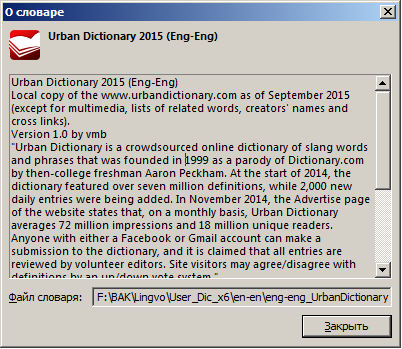 О словаре
Urban Dictionary 2015 (Eng-Eng)
Urban Dictionary 2015 (Eng-Eng)
Local copy of the www.urbandictionary.com as of September 2015
(except for multimedia, lists of related words, creators' names and
cross links).
Version 1.0 by vmb
"Urban Dictionary is a crowdsourced online dictionary of slang words
and phrases that was founded in 1999 as a parody of Dictionary.com
by then-college freshman Aaron Peckham. At the start of 2014, the
dictionary featured over seven million definitions, while 2,000 new
daily entries were being added. In November 2014, the Advertise page
of the website states that, on a monthly basis, Urban Dictionary
averages 72 million impressions and 18 million unique readers.
Anyone with either a Facebook or Gmail account can make a
submission to the dictionary, and it is claimed that all entries are
reviewed by volunteer editors. Site visitors may agree/disagree with
definitions by an up/down vote system."
Файл словаря: F:\BAK\Lingvo\User_Dic_x6\en-en\eng-eng_UrbanDictionary
Закрыть